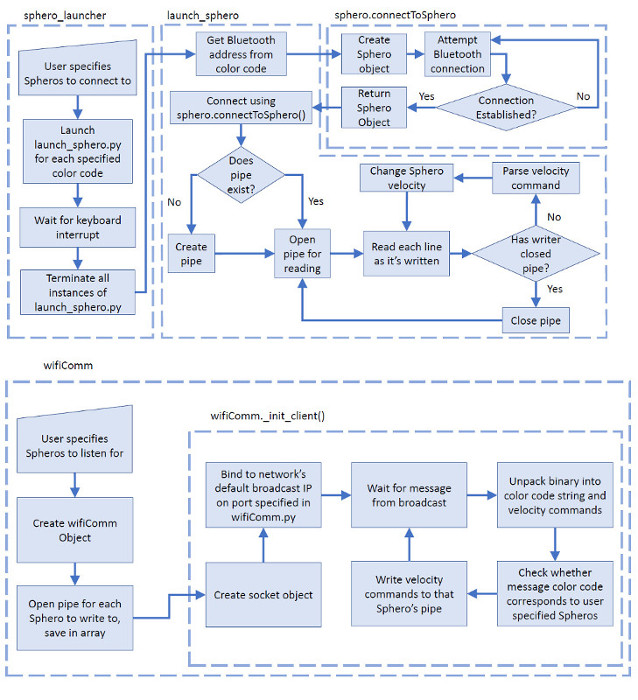 sphero_launcher
launch_sphero
sphero.connectToSphero
User specifies
Spheros to connect to
Launch
launch_sphero.py
for each specified
color code
Wait for keyboard
interrupt
Terminate all
instances of
launch_sphero.py
Get Bluetooth
address from
color code
Create
Sphero
object
Attempt
Bluetooth
connection
Connection
Established?
No
Yes
Return
Sphero
Object
Connect using
sphero.connectToSphero()
Does
pipe
exist?
No
Yes
Create
pipe
Open
pipe for
reading
Read each line
as it's written
Has writer
closed
pipe?
No
Parse velocity
command
Change Sphero
velocity
Yes
Close pipe
wifiComm
User specifies
Spheros to listen for
Create wifiComm
Object
Open pipe for each
Sphero to write to,
save in array
wifiComm._init_client()
Create socket object
Bind to network's
default broadcast IP
on port specified in
wifiComm.py
Wait for message
from broadcast
Unpack binary into
color code string and
velocity commands
Check whether
message color code
corresponds to user
specified Spheros
Write velocity
commands to that
Sphero's pipe